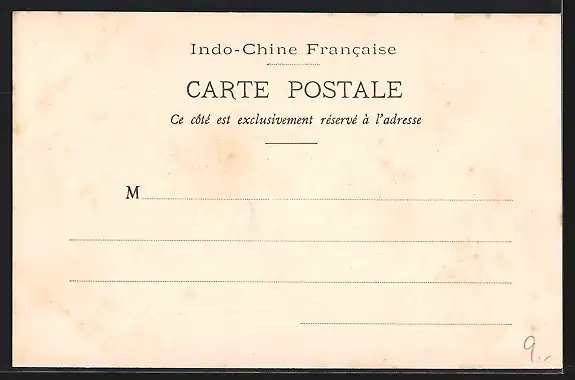 Indo-Chine Française
CARTE POSTALE
Ce côté est exclusivement réservé à l'adresse
M
9.-